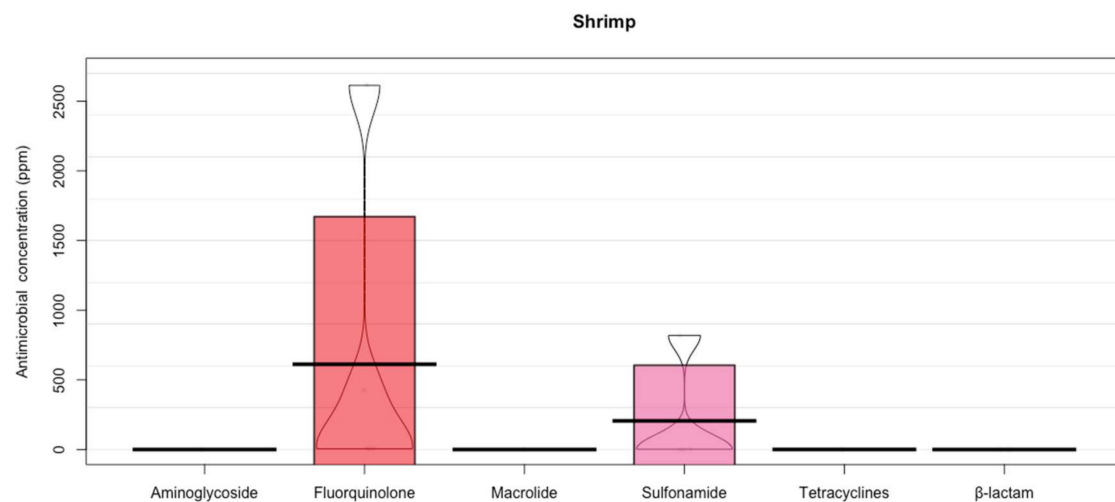 Shrimp
Antimicrobial concentration (ppm)
2500
2000
1500
1000
500
0
Aminoglycoside Fluorquinolone Macrolide Sulfonamide Tetracyclines β-lactam